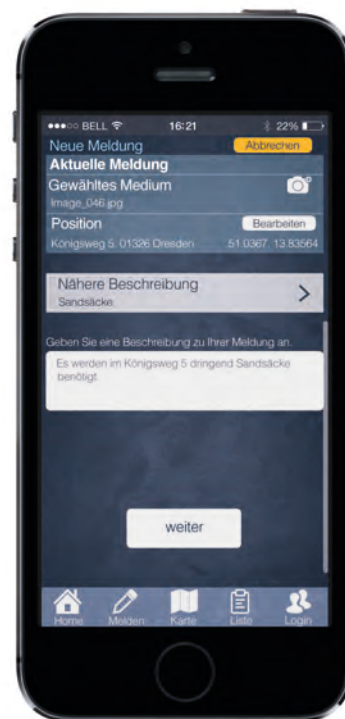 BELL 16:21 22%
Neue Meldung Abbrechen
Aktuelle Meldung
Gewähltes Medium
Image_046.jpg
Position Bearbeiten
Königsweg 5. 01326 Dresden 51.0367. 13.83564
Nähere Beschreibung
Sandsäcke
Geben Sie eine Beschreibung zu Ihrer Meldung an.
Es werden im Königsweg 5 dringend Sandsäcke
benötigt.
weiter
Home Melden Karte Liste Login